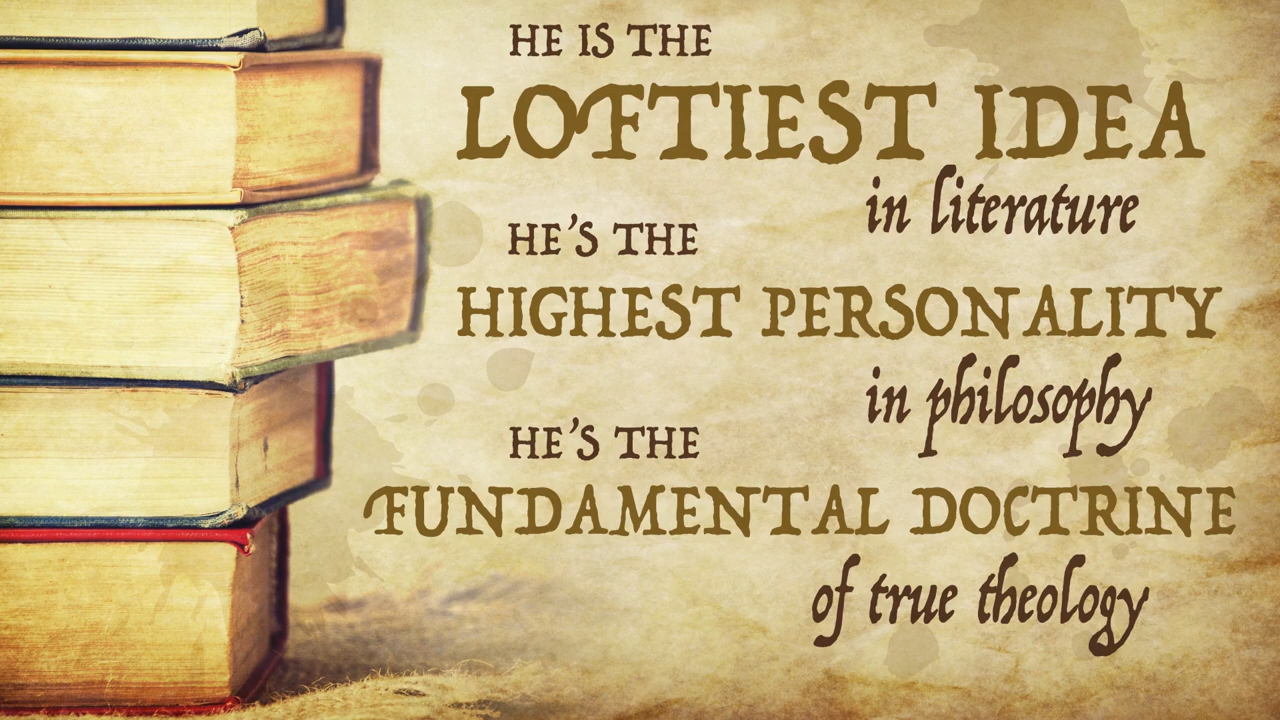 HE IS THE
LOFTIEST IDEA
in literature
HE'S THE
HIGHEST PERSONALITY
in philosophy
HE'S THE
FUNDAMENTAL DOCTRINE
of true theology